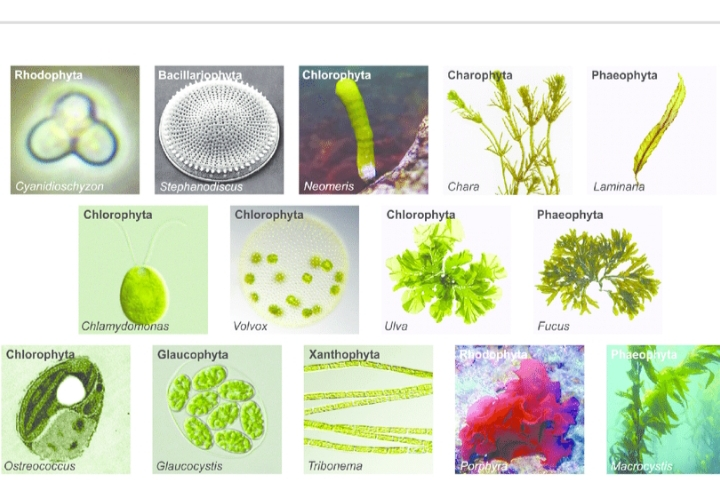 Rhodophyta
Cyanidioschyzon
Bacillariophyta
Stephanodiscus
Chlorophyta
Neomeris
Charophyta
Chara
Phaeophyta
Laminaria
Chlorophyta
Chlamydomonas
Chlorophyta
Volvox
Chlorophyta
Ulva
Phaeophyta
Fucus
Chlorophyta
Ostreococcus
Glaucophyta
Glaucocystis
Xanthophyta
Tribonema
Rhodophyta
Porphyra
Phaeophyta
Macrocystis